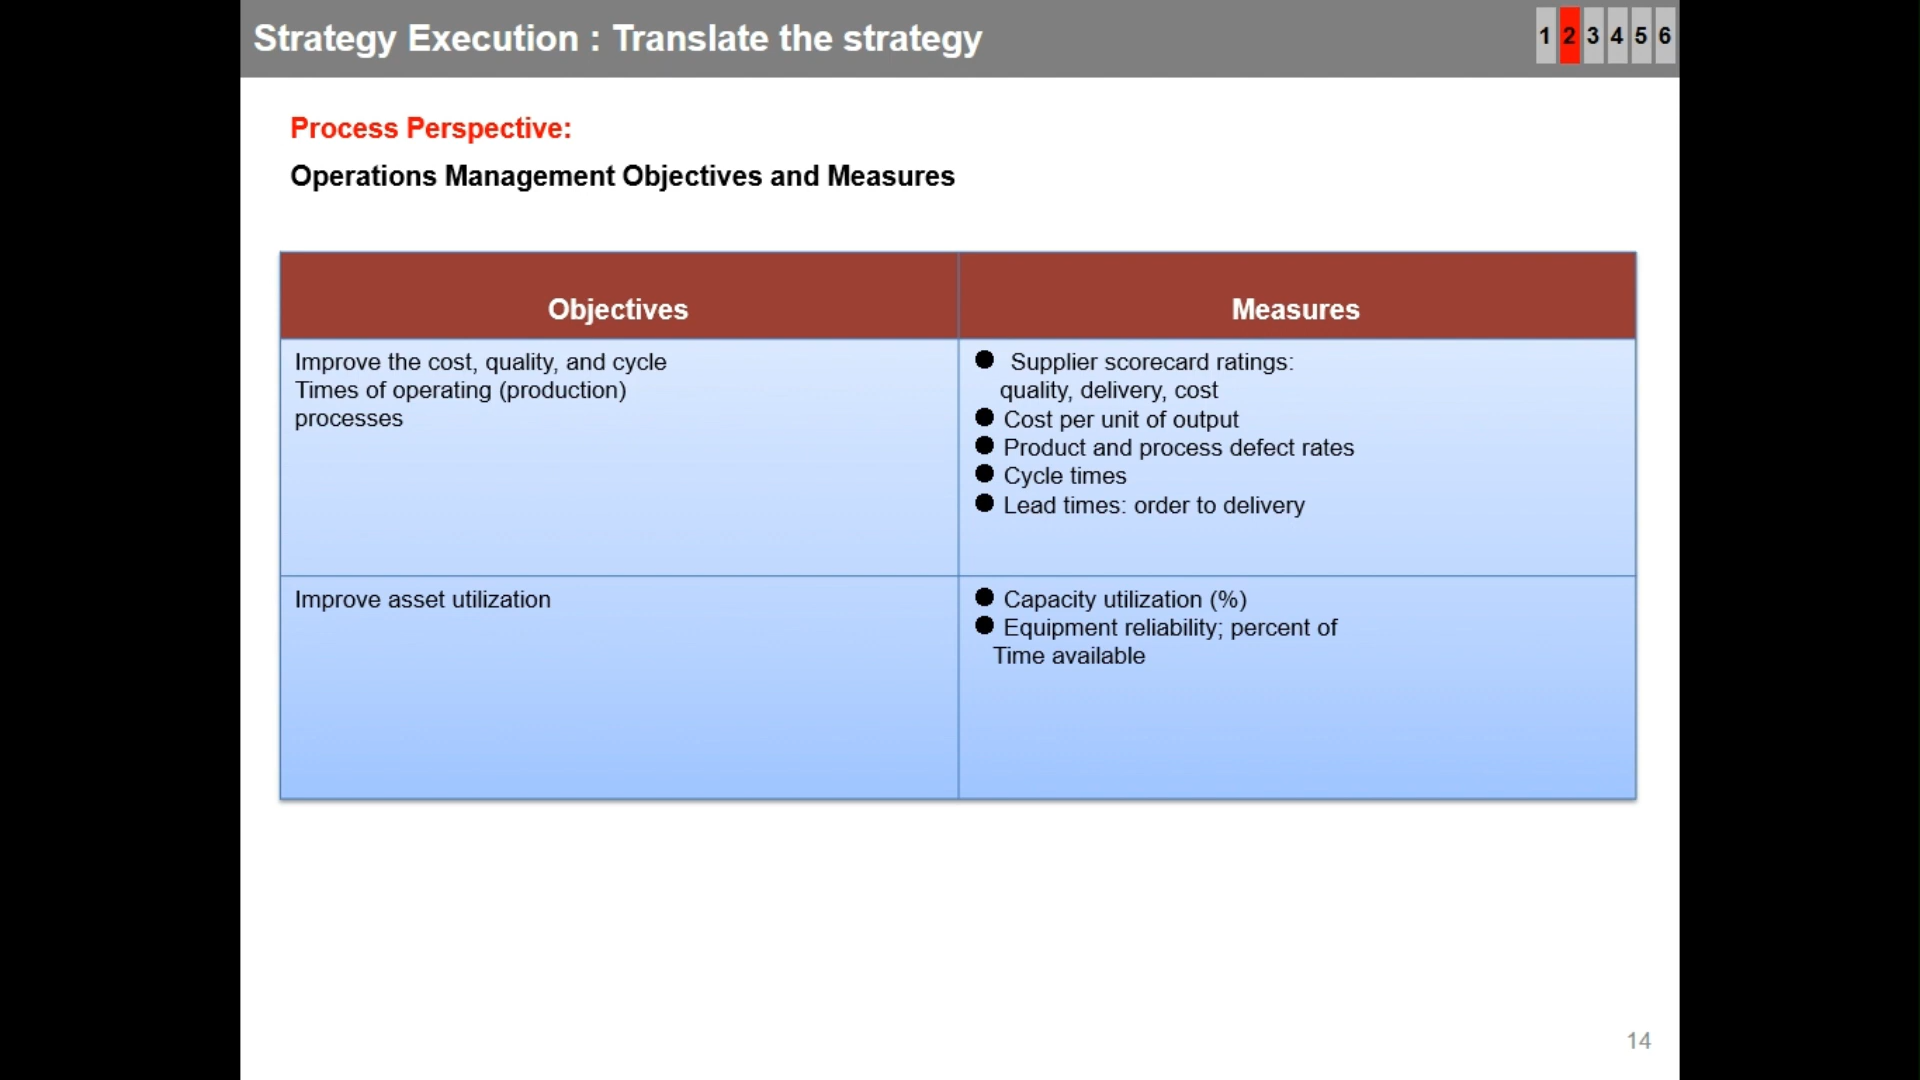 Strategy Execution : Translate the strategy
1 2 3 4 5 6
Process Perspective:
Operations Management Objectives and Measures
Objectives
Measures
Improve the cost, quality, and cycle
Times of operating (production)
processes
● Supplier scorecard ratings:
quality, delivery, cost
● Cost per unit of output
● Product and process defect rates
● Cycle times
● Lead times: order to delivery
Improve asset utilization
● Capacity utilization (%)
● Equipment reliability; percent of
Time available
14